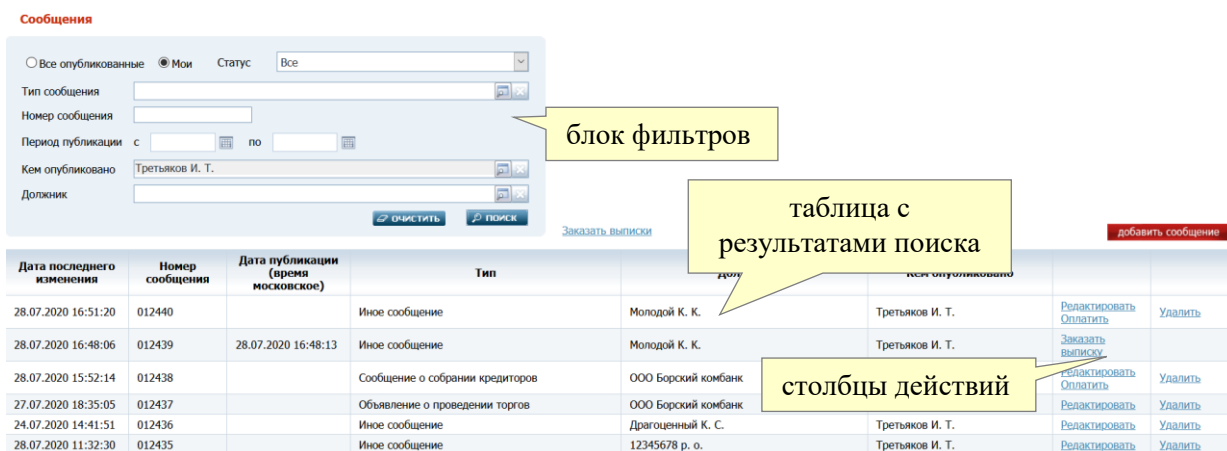 Сообщения
Все опубликованные Мои Статус Все
Тип сообщения
Номер сообщения
Период публикации с по
блок фильтров
Кем опубликовано Третьяков И. Т.
Должник
очистить поиск
таблица с
результатами поиска
Заказать выписки
добавить сообщение
Дата последнего изменения Номер сообщения Дата публикации (время московское) Тип Кем опубликовано
28.07.2020 16:51:20 012440 Иное сообщение Молодой К. К. Третьяков И. Т. Редактировать Оплатить Удалить
28.07.2020 16:48:06 012439 28.07.2020 16:48:13 Иное сообщение Молодой К. К. Третьяков И. Т. Заказать выписку
28.07.2020 15:52:14 012438 Сообщение о собрании кредиторов ООО Борский комбанк Редактировать Оплатить Удалить
столбцы действий
27.07.2020 18:35:05 012437 Объявление о проведении торгов ООО Борский комбанк Редактировать Удалить
24.07.2020 14:41:51 012436 Иное сообщение Драгоценный К. С. Третьяков И. Т. Редактировать Удалить
28.07.2020 11:32:30 012435 Иное сообщение 12345678 р. о. Третьяков И. Т. Редактировать Удалить